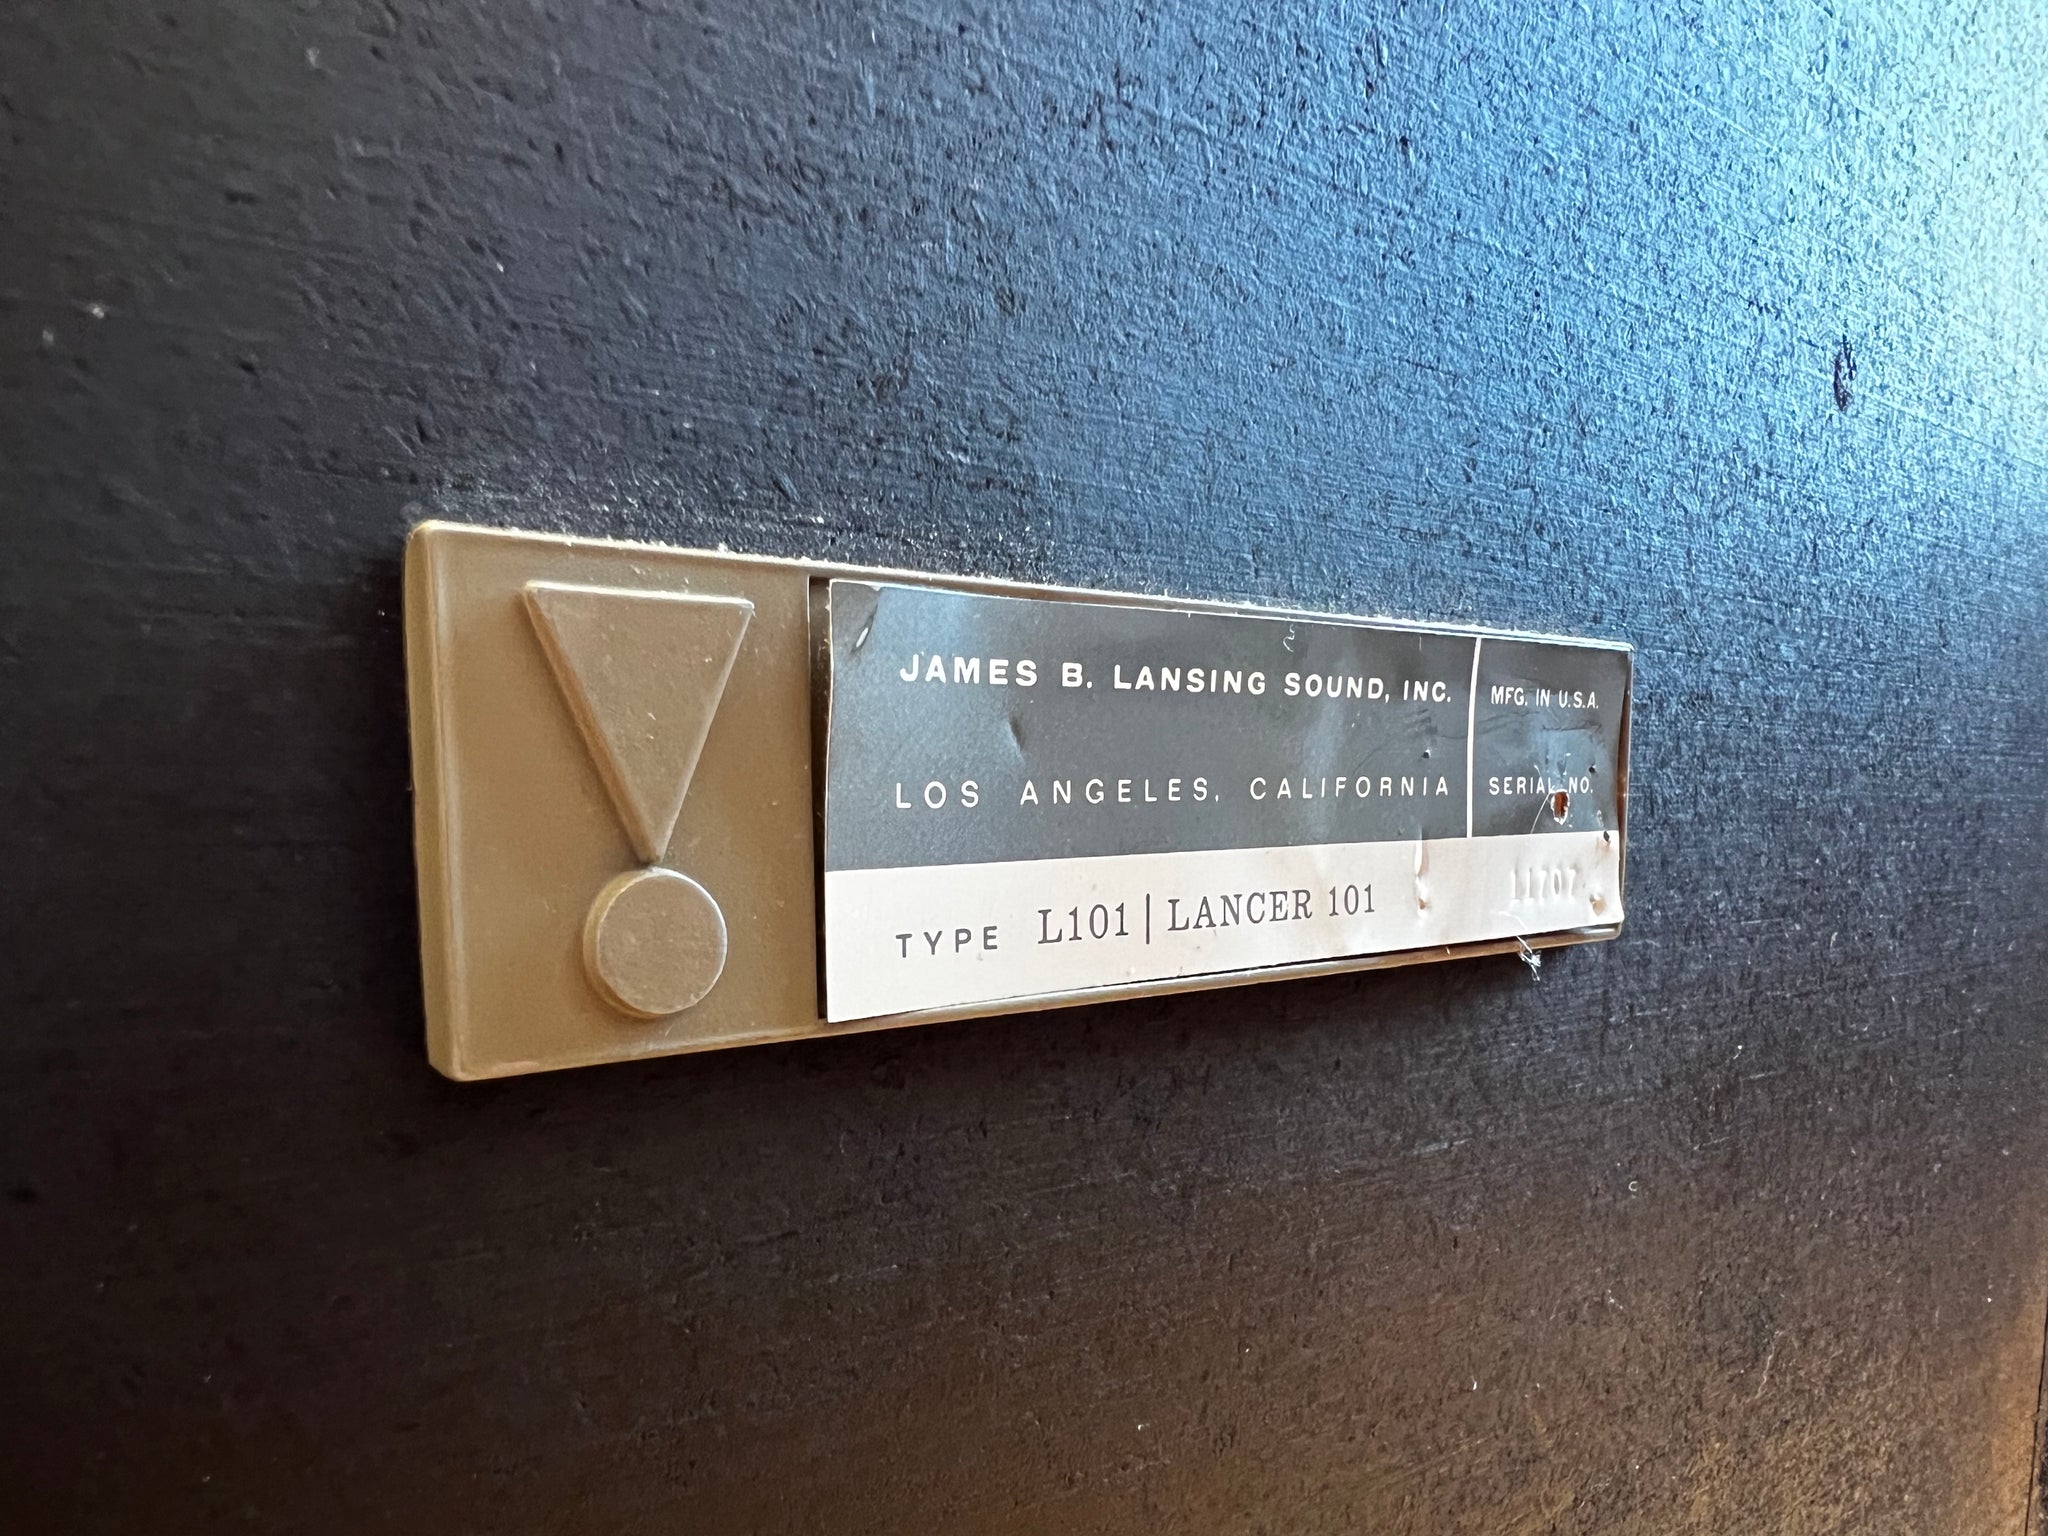 JAMES B. LANSING SOUND, INC.
LOS ANGELES, CALIFORNIA
MFG. IN U.S.A.
SERIAL NO.
11707
TYPE L101 | LANCER 101